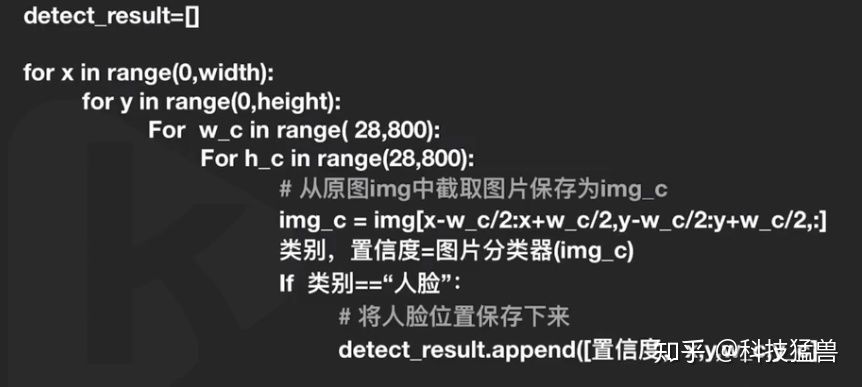 detect_result=[]
for x in range(0,width):
for y in range(0,height):
For w_c in range( 28,800):
For h_c in range(28,800):
# 从原图img中截取图片保存为img_c
img_c = img[x-w_c/2:x+w_c/2,y-w_c/2:y+w_c/2,:]
类别，置信度=图片分类器(img_c)
If 类别==“人脸”：
# 将人脸位置保存下来
detect_result.append([置信度，x,y,w_c
知乎 @科技猛兽